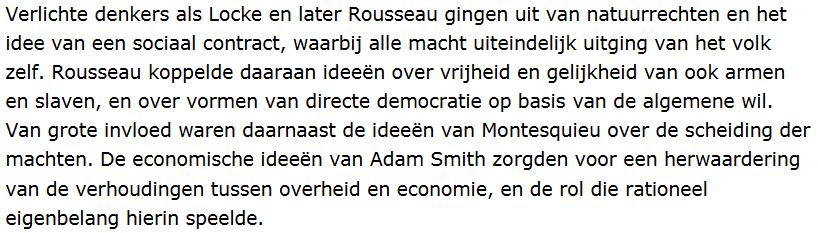 Verlichte denkers als Locke en later Rousseau gingen uit van natuurrechten en het
idee van een sociaal contract, waarbij alle macht uiteindelijk uitging van het volk
zelf. Rousseau koppelde daaraan ideeën over vrijheid en gelijkheid van ook armen
en slaven, en over vormen van directe democratie op basis van de algemene wil.
Van grote invloed waren daarnaast de ideeën van Montesquieu over de scheiding der
machten. De economische ideeën van Adam Smith zorgden voor een herwaardering
van de verhoudingen tussen overheid en economie, en de rol die rationeel
eigenbelang hierin speelde.